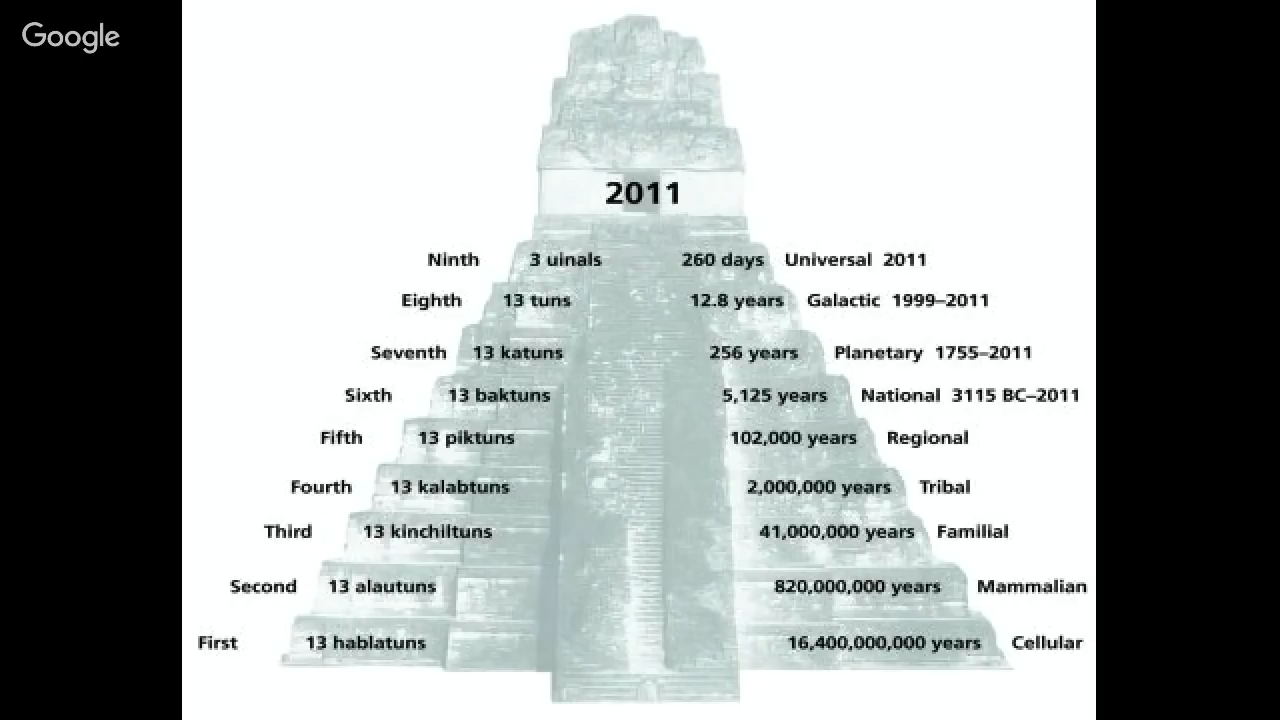 Google
2011
Ninth 3 uinals 260 days Universal 2011
Eighth 13 tuns 12.8 years Galactic 1999–2011
Seventh 13 katuns 256 years Planetary 1755–2011
Sixth 13 baktuns 5,125 years National 3115 BC–2011
Fifth 13 piktuns 102,000 years Regional
Fourth 13 kalabtuns 2,000,000 years Tribal
Third 13 kinchiltuns 41,000,000 years Familial
Second 13 alautuns 820,000,000 years Mammalian
First 13 hablatuns 16,400,000,000 years Cellular